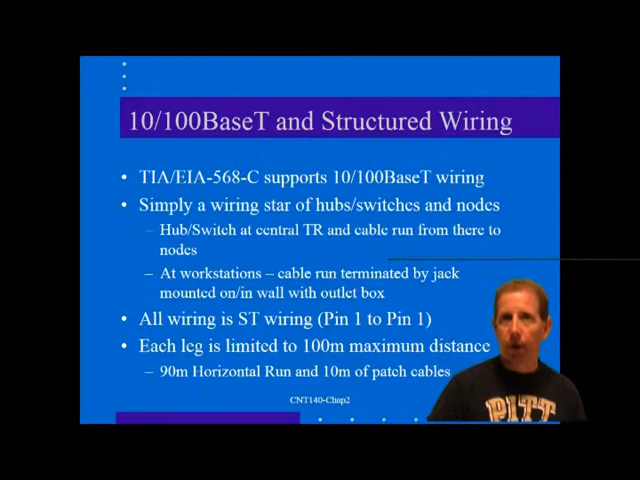 10/100BaseT and Structured Wiring
• TIA/EIA-568-C supports 10/100BaseT wiring
• Simply a wiring star of hubs/switches and nodes
– Hub/Switch at central TR and cable run from there to
nodes
– At workstations – cable run terminated by jack
mounted on/in wall with outlet box
• All wiring is ST wiring (Pin 1 to Pin 1)
• Each leg is limited to 100m maximum distance
– 90m Horizontal Run and 10m of patch cables
CNT140-Chap2
PITT